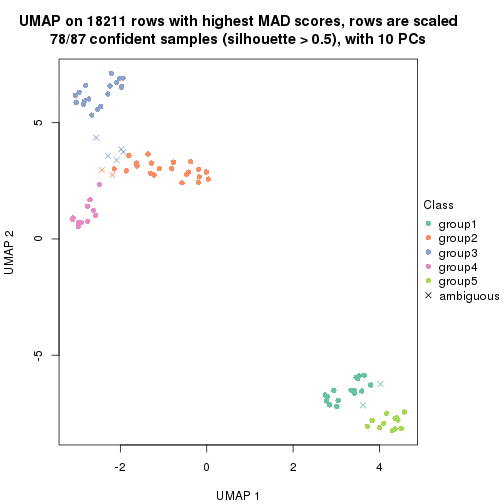 UMAP on 18211 rows with highest MAD scores, rows are scaled
78/87 confident samples (silhouette > 0.5), with 10 PCs
5
0
-5
UMAP 2
-2
0
2
4
UMAP 1
Class
group1
group2
group3
group4
group5
ambiguous